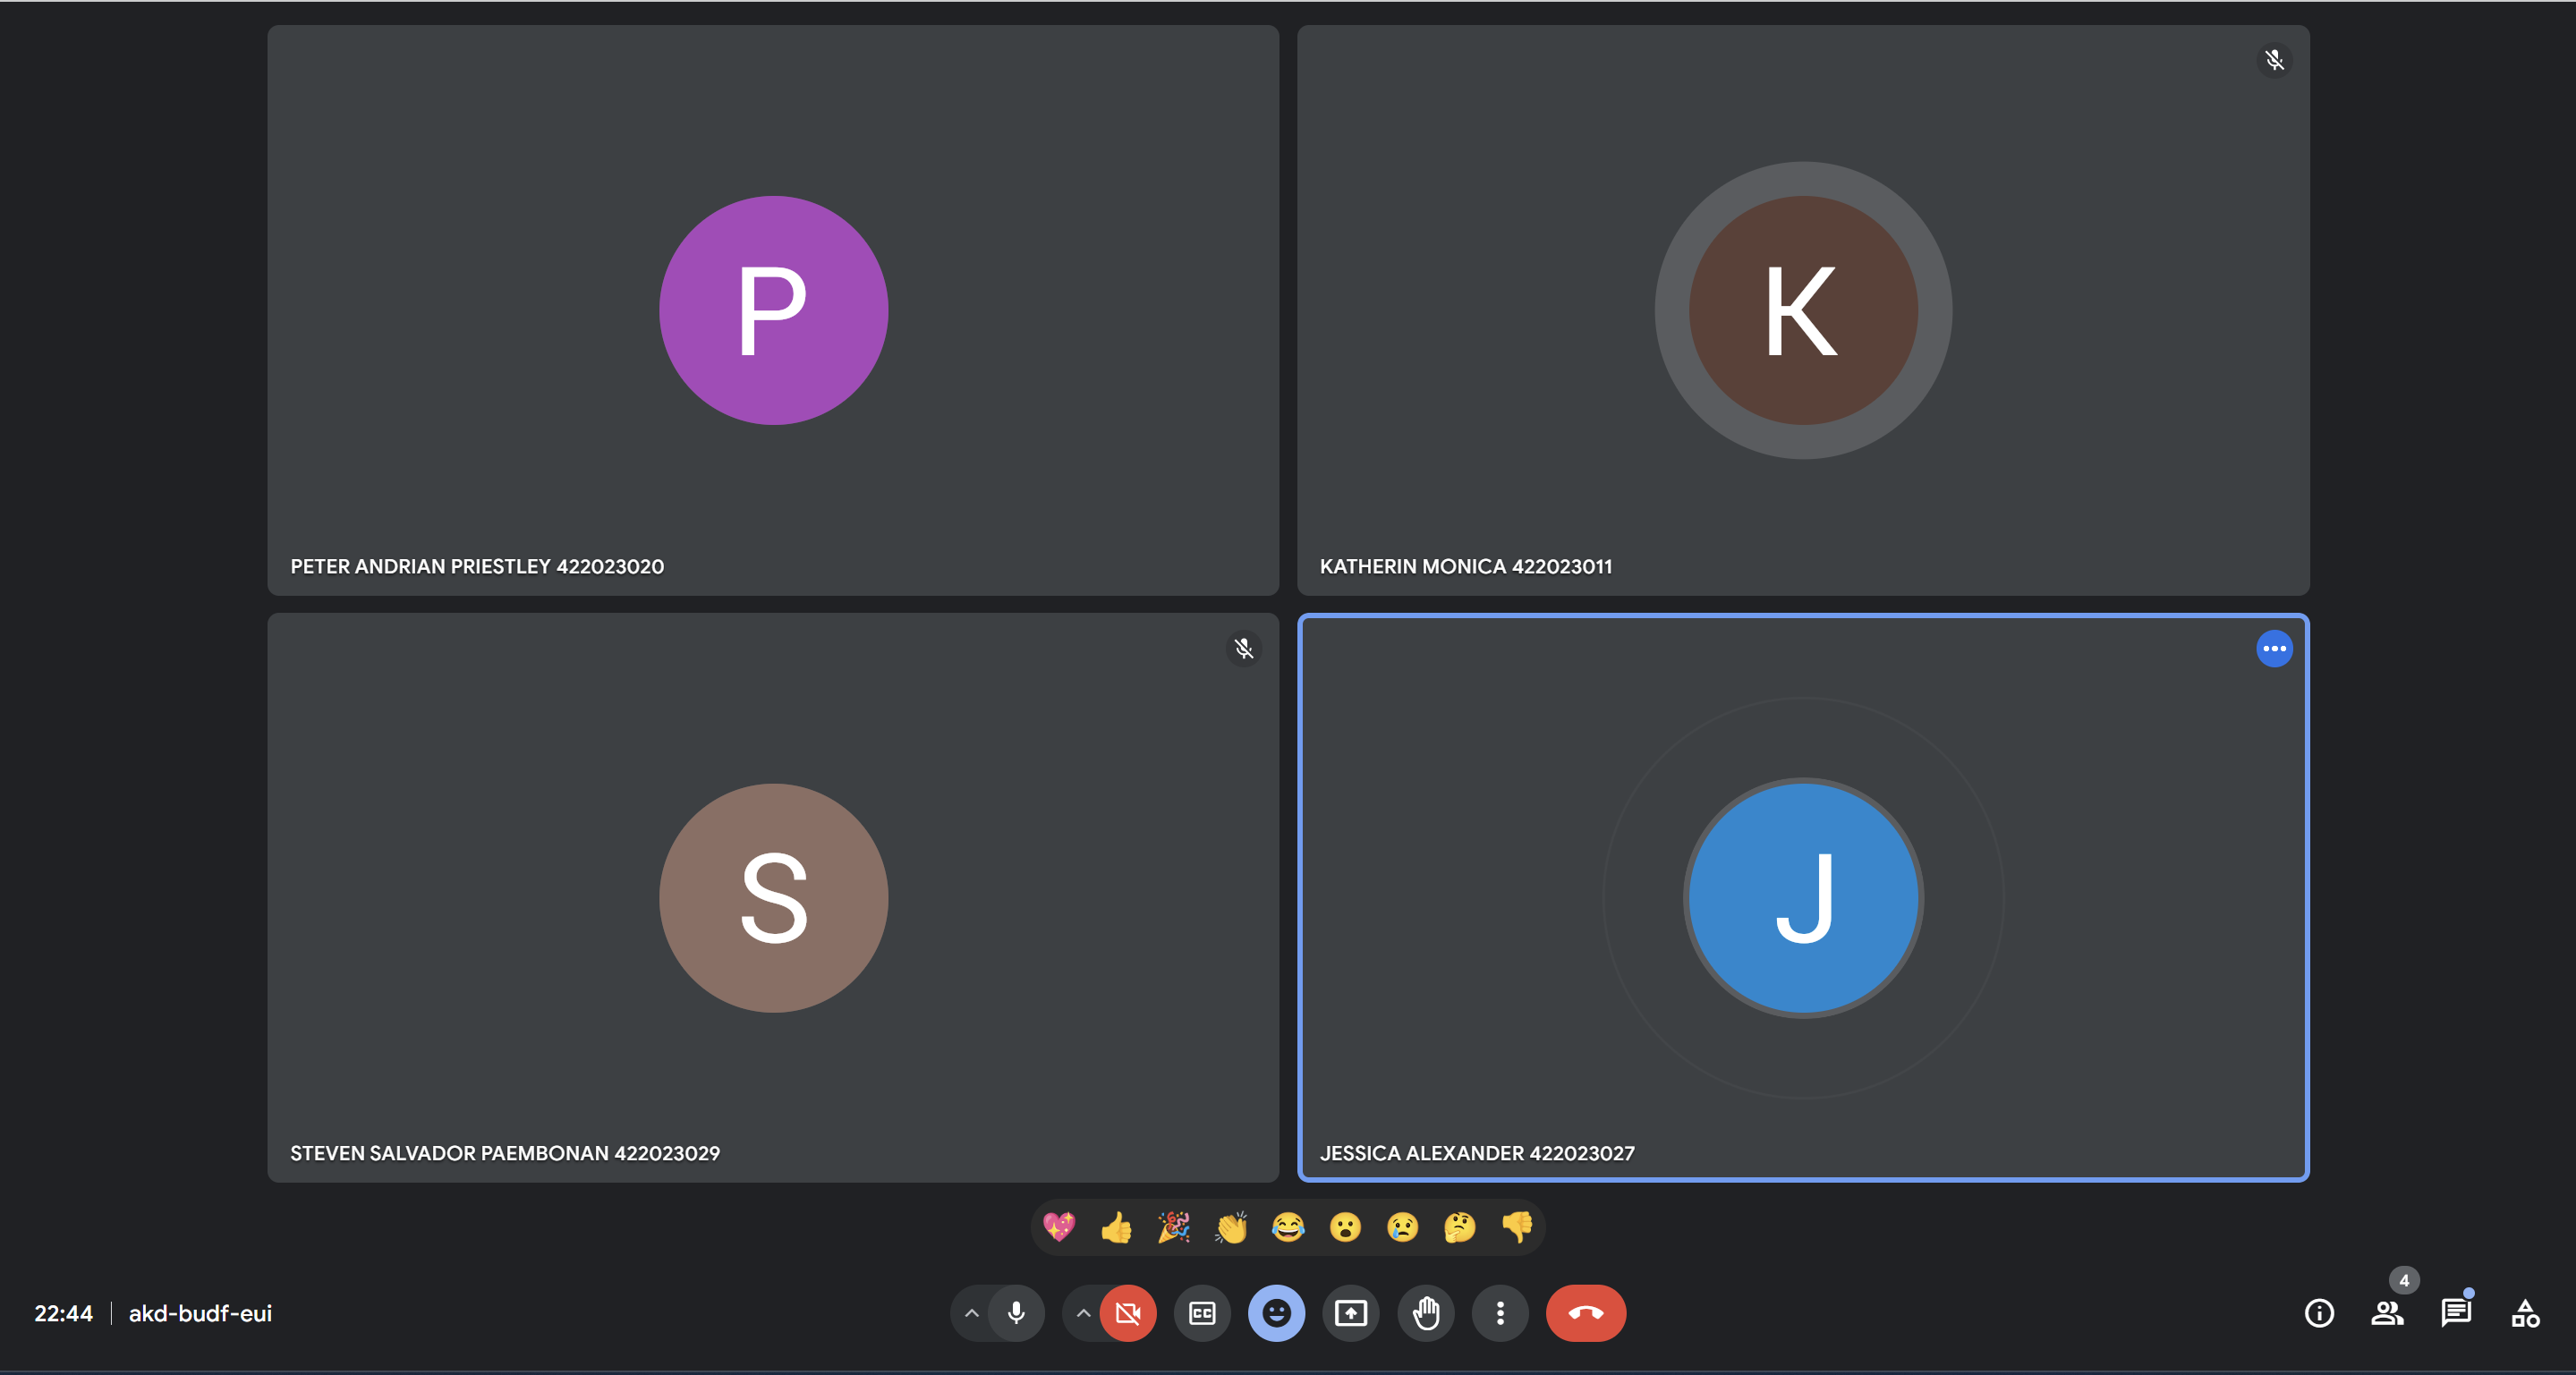 P
K
PETER ANDRIAN PRIESTLEY 422023020
KATHERIN MONICA 422023011
S
J
STEVEN SALVADOR PAEMBONAN 422023029
JESSICA ALEXANDER 422023027
4
22:44 | akd-budf-eui
CC